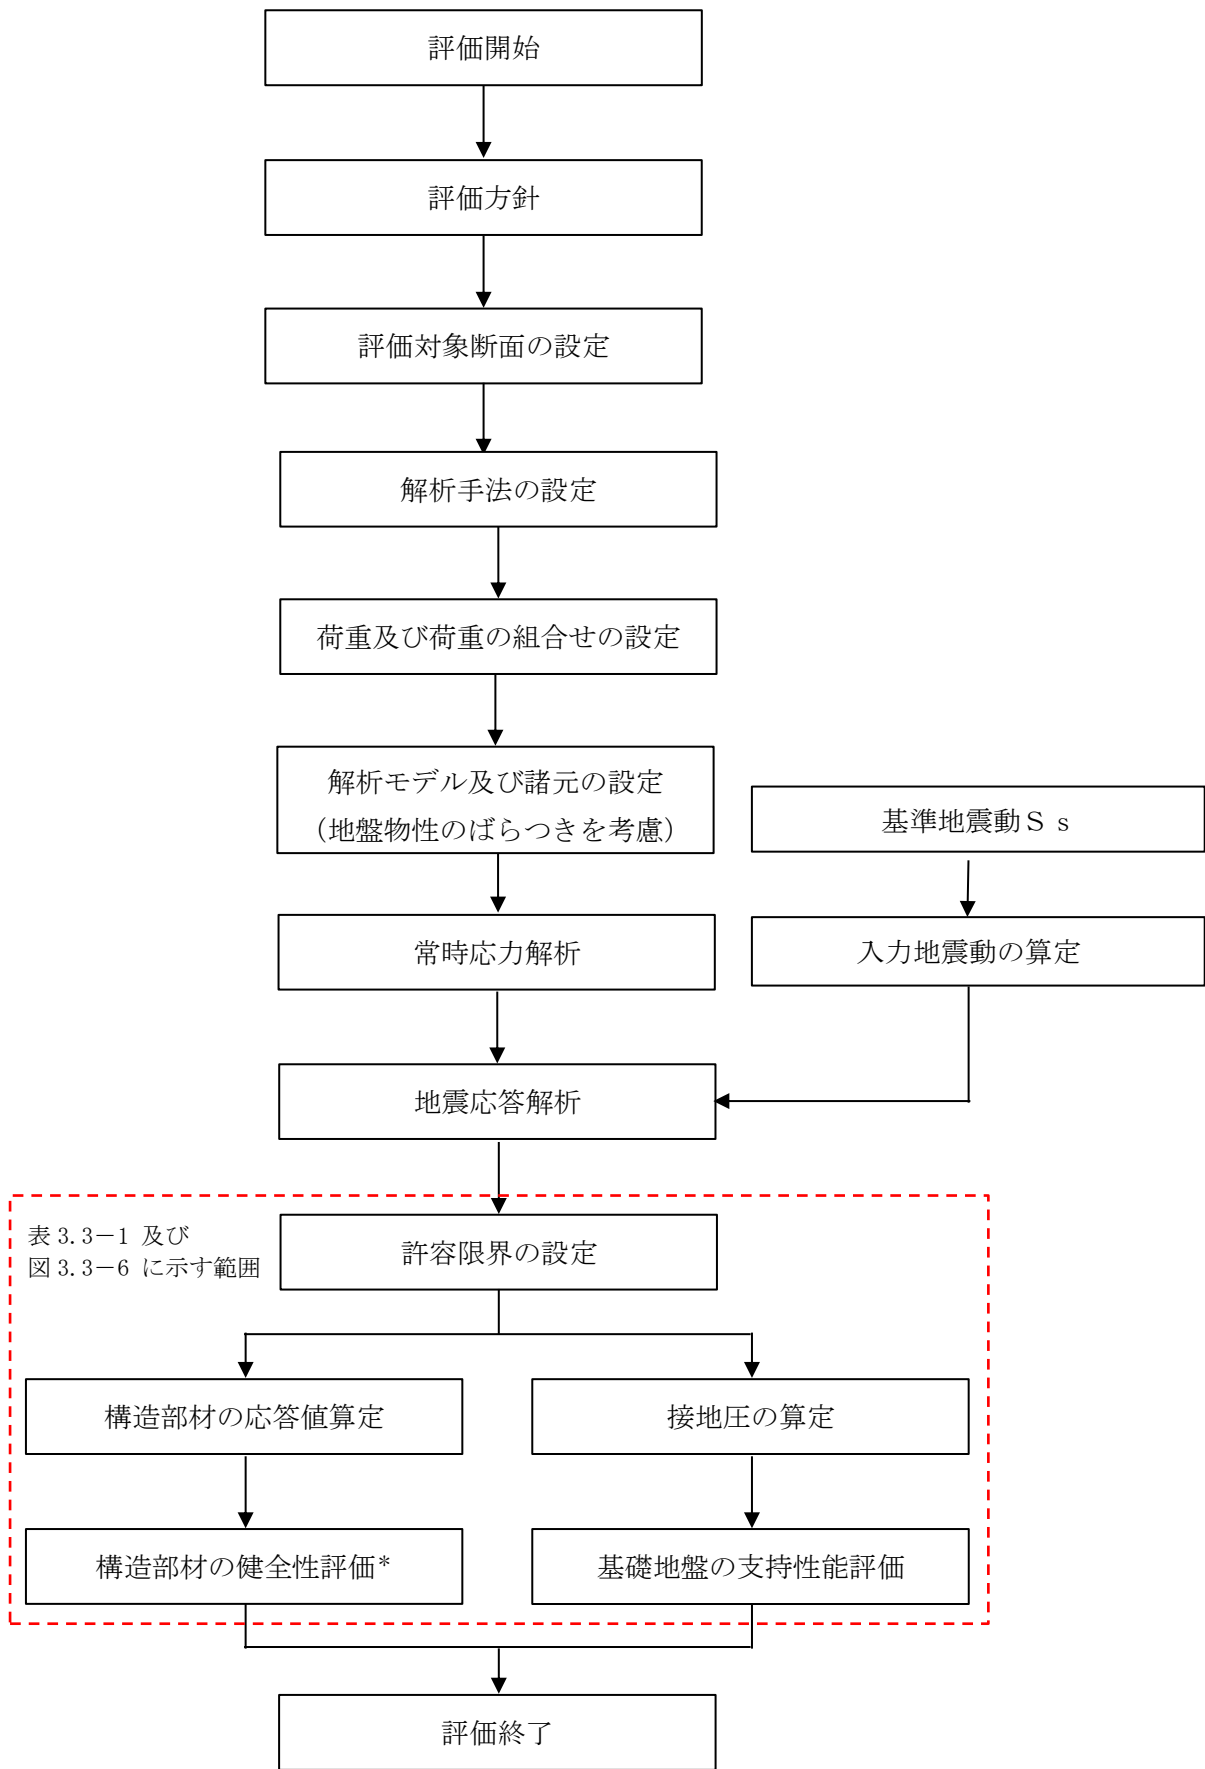 評価開始
評価方針
評価対象断面の設定
解析手法の設定
荷重及び荷重の組合せの設定
解析モデル及び諸元の設定
（地盤物性のばらつきを考慮）
基準地震動Ｓｓ
常時応力解析
入力地震動の算定
地震応答解析
表 3.3－1 及び
図 3.3－6 に示す範囲
許容限界の設定
構造部材の応答値算定
接地圧の算定
構造部材の健全性評価*
基礎地盤の支持性能評価
評価終了